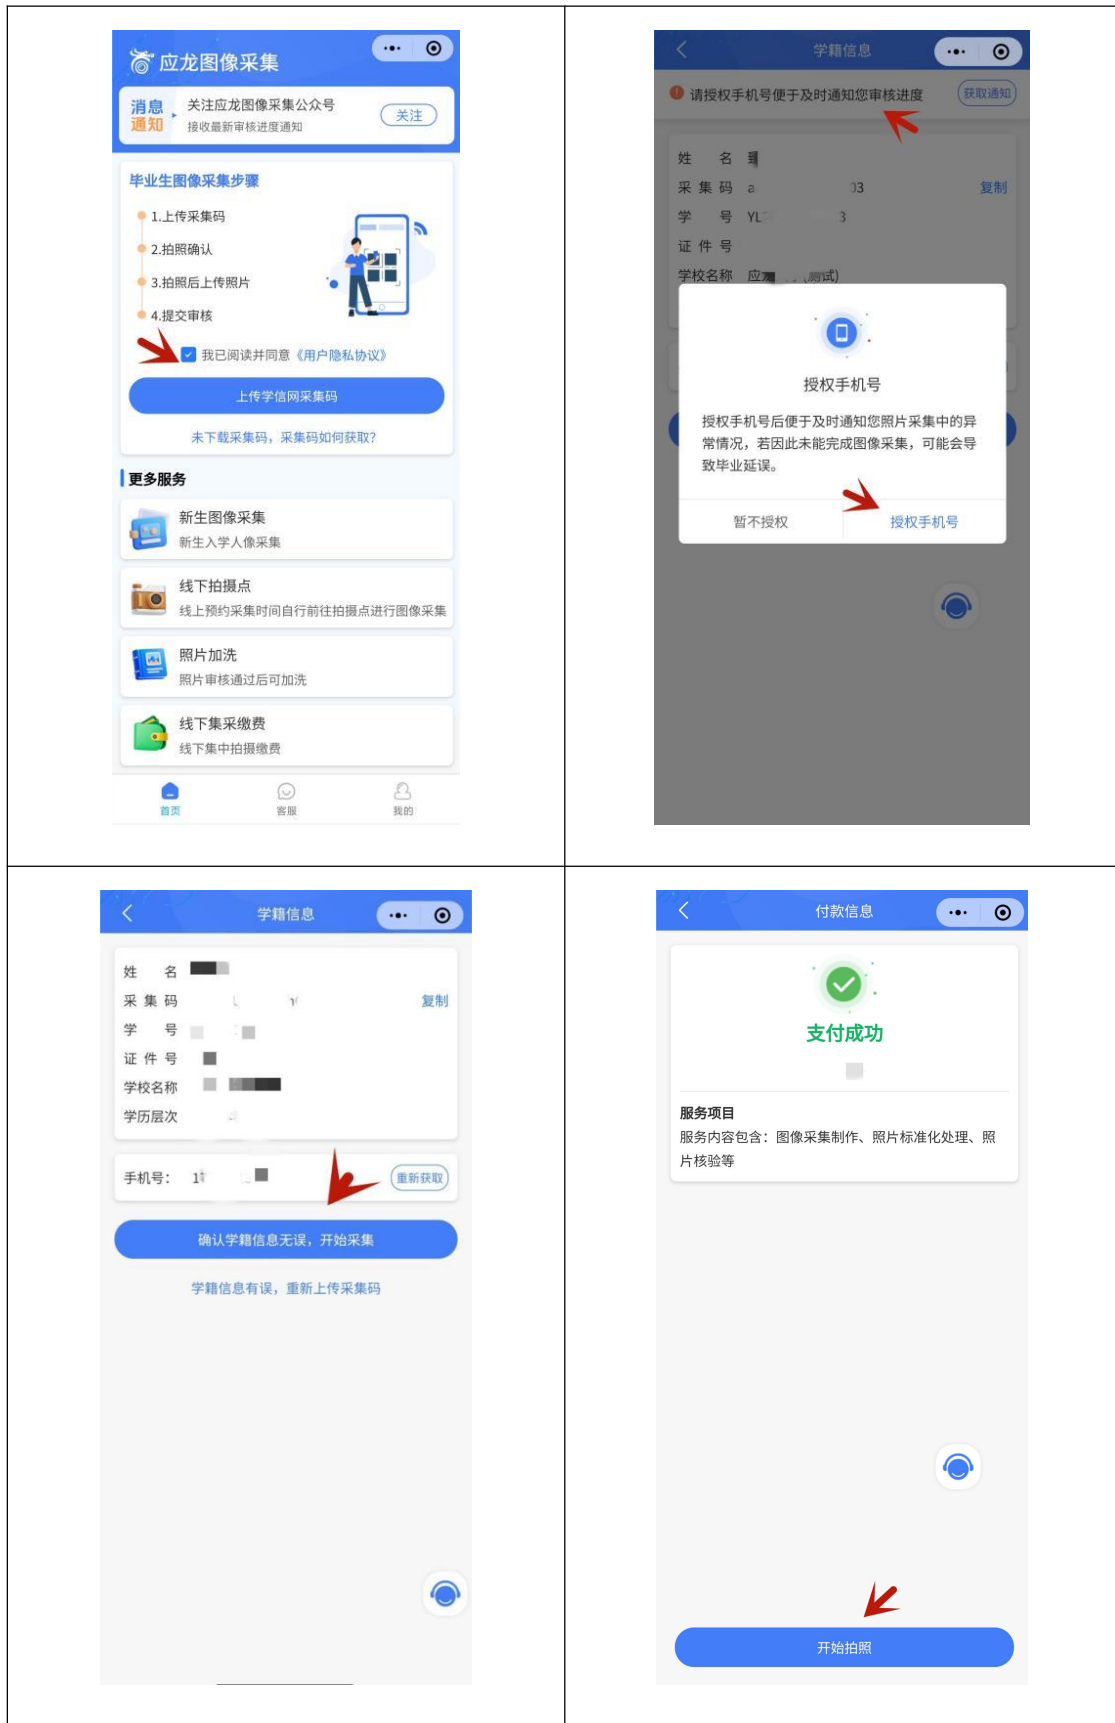 应龙图像采集
消息
通知
关注应龙图像采集公众号
接收最新审核进度通知
关注
毕业生图像采集步骤
1.上传采集码
2.拍照确认
3.拍照后上传照片
4.提交审核
我已阅读并同意《用户隐私协议》
上传学信网采集码
未下载采集码，采集码如何获取？
更多服务
新生图像采集
新生入学人像采集
线下拍摄点
线上预约采集时间自行前往拍摄点进行图像采集
照片加洗
照片审核通过后可加洗
线下集采缴费
线下集中拍摄缴费
首页
客服
我的
学籍信息
请授权手机号便于及时通知您审核进度
获取通知
姓 名
采 集 码 a 03
复制
学 号 YL 3
证 件 号
学校名称 应 (测试)
授权手机号
授权手机号后便于及时通知您照片采集中的异
常情况，若因此未能完成图像采集，可能会导
致毕业延误。
暂不授权
授权手机号
学籍信息
姓 名
采 集 码
复制
学 号
证 件 号
学校名称
学历层次
手机号： 1
重新获取
确认学籍信息无误，开始采集
学籍信息有误，重新上传采集码
付款信息
支付成功
服务项目
服务内容包含：图像采集制作、照片标准化处理、照
片核验等
开始拍照